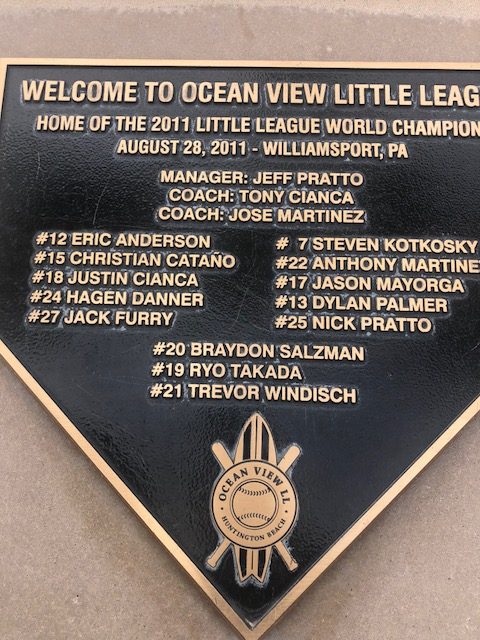 WELCOME TO OCEAN VIEW LITTLE LEAG
HOME OF THE 2011 LITTLE LEAGUE WORLD CHAMPION
AUGUST 28, 2011 - WILLIAMSPORT, PA
MANAGER: JEFF PRATTO
COACH: TONY CIANCA
COACH: JOSE MARTINEZ
#12 ERIC ANDERSON
#15 CHRISTIAN CATAÑO
#18 JUSTIN CIANCA
#24 HAGEN DANNER
#27 JACK FURRY
# 7 STEVEN KOTKOSKY
#22 ANTHONY MARTINE
#17 JASON MAYORGA
#13 DYLAN PALMER
#25 NICK PRATTO
#20 BRAYDON SALZMAN
#19 RYO TAKADA
#21 TREVOR WINDISCH
OCEAN VIEW LL
HUNTINGTON BEACH